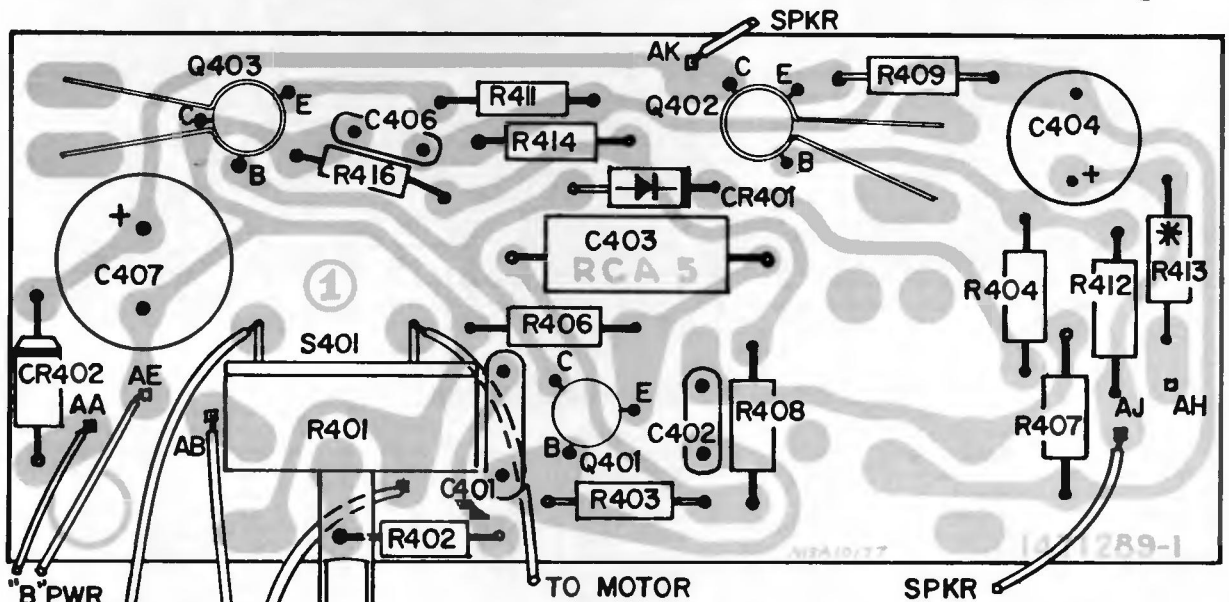 SPKR
AK
Q403
C
E
B
C406
R411
R414
R416
Q402
C
E
B
R409
C404
+
CR401
C403
RCA 5
+
C407
1
R404
R412
R413
R406
S401
CR402
AE
AA
AB
R401
C
E
B
Q401
C402
R408
R407
AJ
AH
C401
R403
R402
1421289-1
"B" PWR
TO MOTOR
SPKR